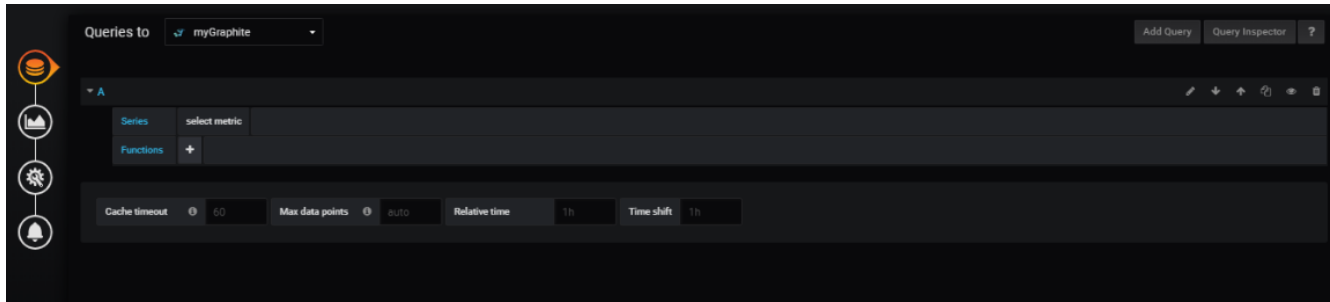 Queries to myGraphite Add Query Query Inspector ?
A
Series select metric
Functions +
Cache timeout 60 Max data points auto Relative time 1h Time shift 1h